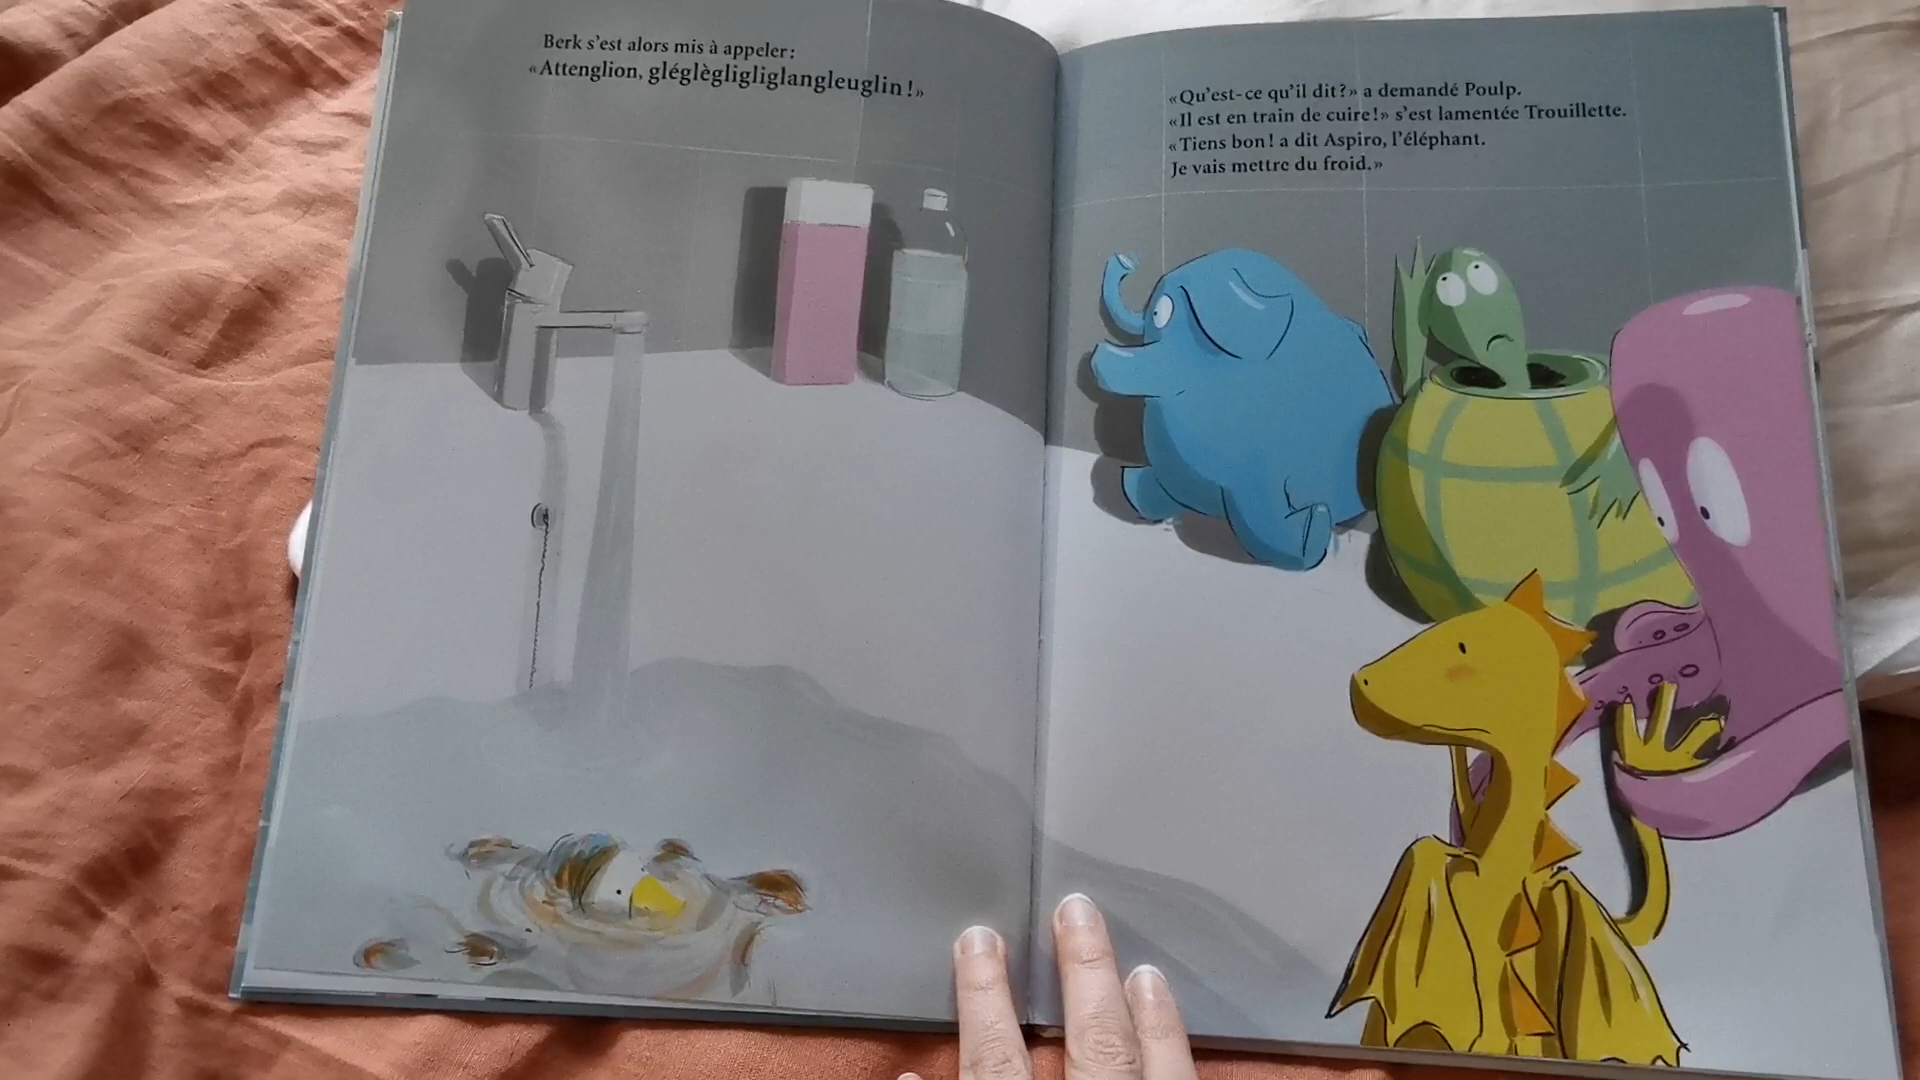 Berk s'est alors mis à appeler :
«Attenglion, gléglègligliglangleuglin !»
«Qu'est-ce qu'il dit ?» a demandé Poulp.
«Il est en train de cuire !» s'est lamentée Trouillette.
«Tiens bon ! a dit Aspiro, l'éléphant.
Je vais mettre du froid.»